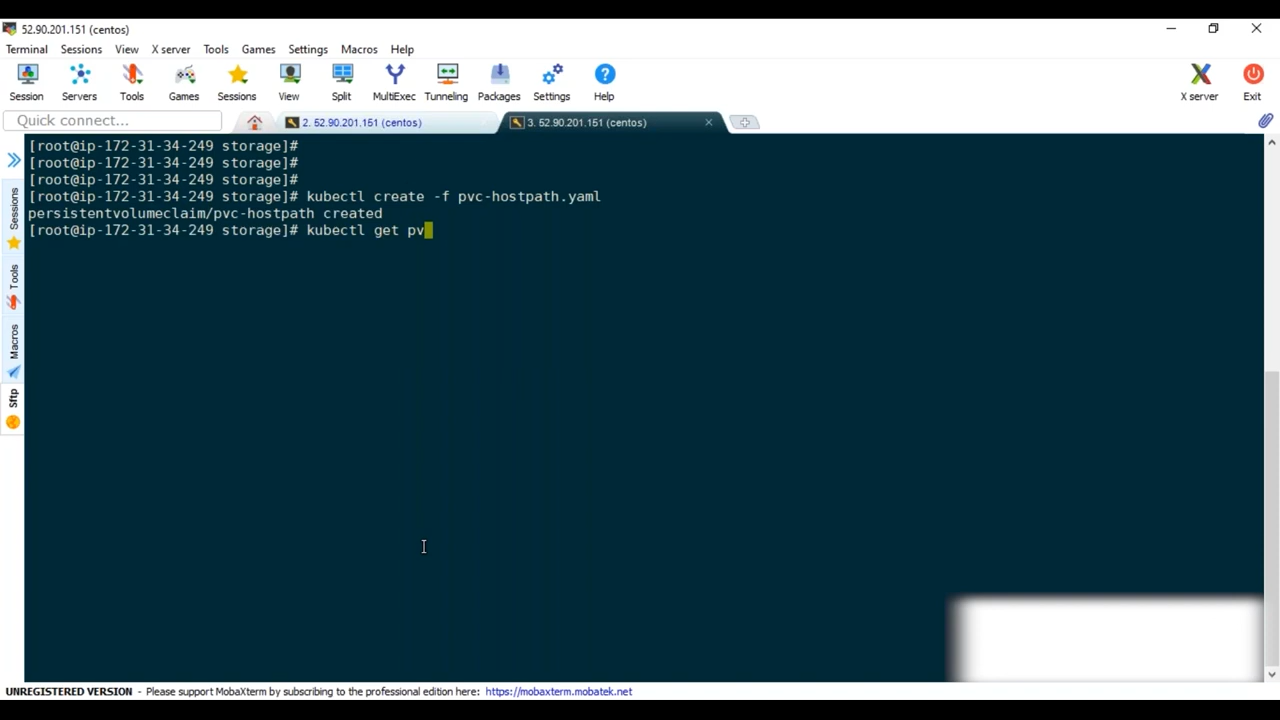 52.90.201.151 (centos)
Terminal Sessions View X server Tools Games Settings Macros Help
Session Servers Tools Games Sessions View Split MultiExec Tunneling Packages Settings Help X server Exit
Quick connect... 2. 52.90.201.151 (centos) 3. 52.90.201.151 (centos)
[root@ip-172-31-34-249 storage]#
[root@ip-172-31-34-249 storage]#
[root@ip-172-31-34-249 storage]#
[root@ip-172-31-34-249 storage]# kubectl create -f pvc-hostpath.yaml
persistentvolumeclaim/pvc-hostpath created
[root@ip-172-31-34-249 storage]# kubectl get pv
Sessions
Tools
Macros
Sftp
UNREGISTERED VERSION - Please support MobaXterm by subscribing to the professional edition here: https://mobaxterm.mobatek.net